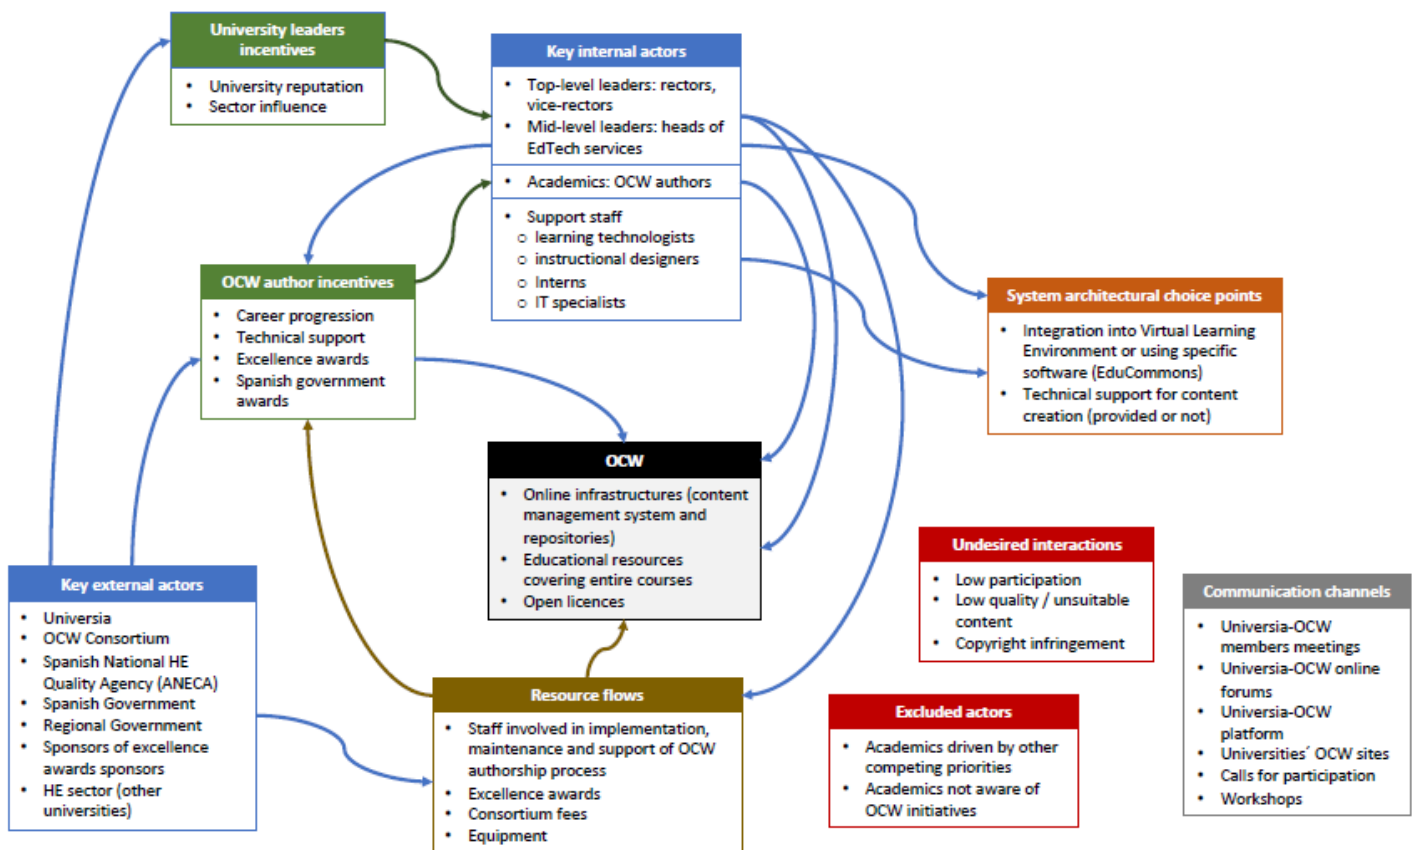 University leaders
incentives
• University reputation
• Sector influence
Key internal actors
• Top-level leaders: rectors,
vice-rectors
• Mid-level leaders: heads of
EdTech services
• Academics: OCW authors
• Support staff
o learning technologists
o instructional designers
o Interns
o IT specialists
OCW author incentives
• Career progression
• Technical support
• Excellence awards
• Spanish government
awards
System architectural choice points
• Integration into Virtual Learning
Environment or using specific
software (EduCommons)
• Technical support for content
creation (provided or not)
OCW
• Online infrastructures (content
management system and
repositories)
• Educational resources
covering entire courses
• Open licences
Key external actors
• Universia
• OCW Consortium
• Spanish National HE
Quality Agency (ANECA)
• Spanish Government
• Regional Government
• Sponsors of excellence
awards sponsors
• HE sector (other
universities)
Resource flows
• Staff involved in implementation,
maintenance and support of OCW
authorship process
• Excellence awards
• Consortium fees
• Equipment
Undesired interactions
• Low participation
• Low quality / unsuitable
content
• Copyright infringement
Excluded actors
• Academics driven by other
competing priorities
• Academics not aware of
OCW initiatives
Communication channels
• Universia-OCW
members meetings
• Universia-OCW online
forums
• Universia-OCW
platform
• Universities´ OCW sites
• Calls for participation
• Workshops